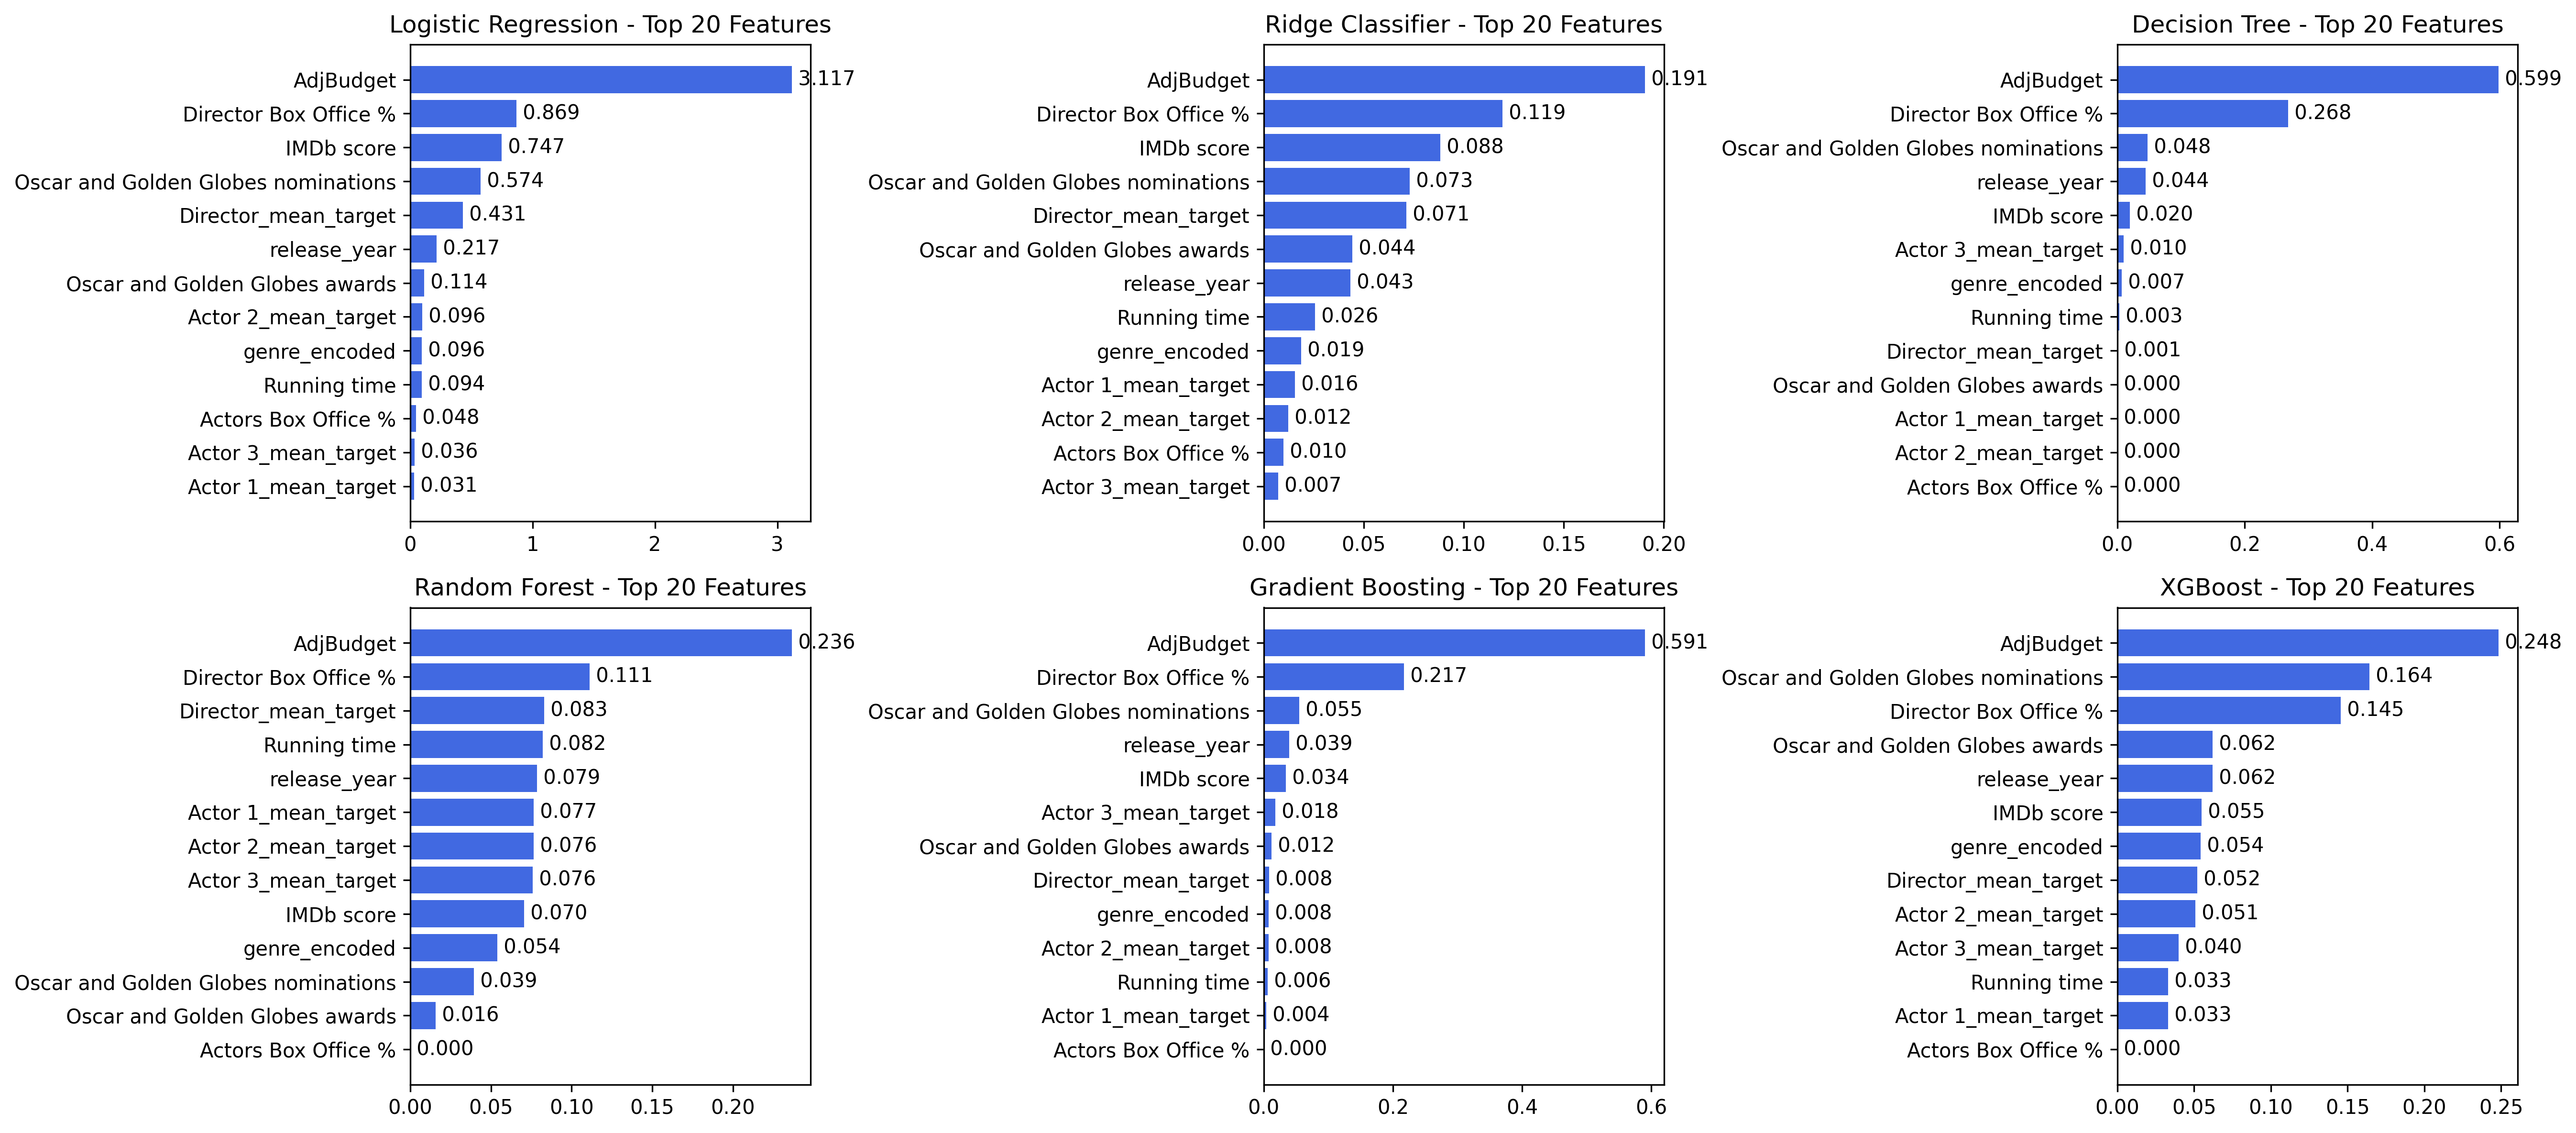 Logistic Regression - Top 20 Features
AdjBudget 3.117
Director Box Office % 0.869
IMDb score 0.747
Oscar and Golden Globes nominations 0.574
Director_mean_target 0.431
release_year 0.217
Oscar and Golden Globes awards 0.114
Actor 2_mean_target 0.096
genre_encoded 0.096
Running time 0.094
Actors Box Office % 0.048
Actor 3_mean_target 0.036
Actor 1_mean_target 0.031
0 1 2 3
Ridge Classifier - Top 20 Features
AdjBudget 0.191
Director Box Office % 0.119
IMDb score 0.088
Oscar and Golden Globes nominations 0.073
Director_mean_target 0.071
Oscar and Golden Globes awards 0.044
release_year 0.043
Running time 0.026
genre_encoded 0.019
Actor 1_mean_target 0.016
Actor 2_mean_target 0.012
Actors Box Office % 0.010
Actor 3_mean_target 0.007
0.00 0.05 0.10 0.15 0.20
Decision Tree - Top 20 Features
AdjBudget 0.599
Director Box Office % 0.268
Oscar and Golden Globes nominations 0.048
release_year 0.044
IMDb score 0.020
Actor 3_mean_target 0.010
genre_encoded 0.007
Running time 0.003
Director_mean_target 0.001
Oscar and Golden Globes awards 0.000
Actor 1_mean_target 0.000
Actor 2_mean_target 0.000
Actors Box Office % 0.000
0.0 0.2 0.4 0.6
Random Forest - Top 20 Features
AdjBudget 0.236
Director Box Office % 0.111
Director_mean_target 0.083
Running time 0.082
release_year 0.079
Actor 1_mean_target 0.077
Actor 2_mean_target 0.076
Actor 3_mean_target 0.076
IMDb score 0.070
genre_encoded 0.054
Oscar and Golden Globes nominations 0.039
Oscar and Golden Globes awards 0.016
Actors Box Office % 0.000
0.00 0.05 0.10 0.15 0.20
Gradient Boosting - Top 20 Features
AdjBudget 0.591
Director Box Office % 0.217
Oscar and Golden Globes nominations 0.055
release_year 0.039
IMDb score 0.034
Actor 3_mean_target 0.018
Oscar and Golden Globes awards 0.012
Director_mean_target 0.008
genre_encoded 0.008
Actor 2_mean_target 0.008
Running time 0.006
Actor 1_mean_target 0.004
Actors Box Office % 0.000
0.0 0.2 0.4 0.6
XGBoost - Top 20 Features
AdjBudget 0.248
Oscar and Golden Globes nominations 0.164
Director Box Office % 0.145
Oscar and Golden Globes awards 0.062
release_year 0.062
IMDb score 0.055
genre_encoded 0.054
Director_mean_target 0.052
Actor 2_mean_target 0.051
Actor 3_mean_target 0.040
Running time 0.033
Actor 1_mean_target 0.033
Actors Box Office % 0.000
0.00 0.05 0.10 0.15 0.20 0.25